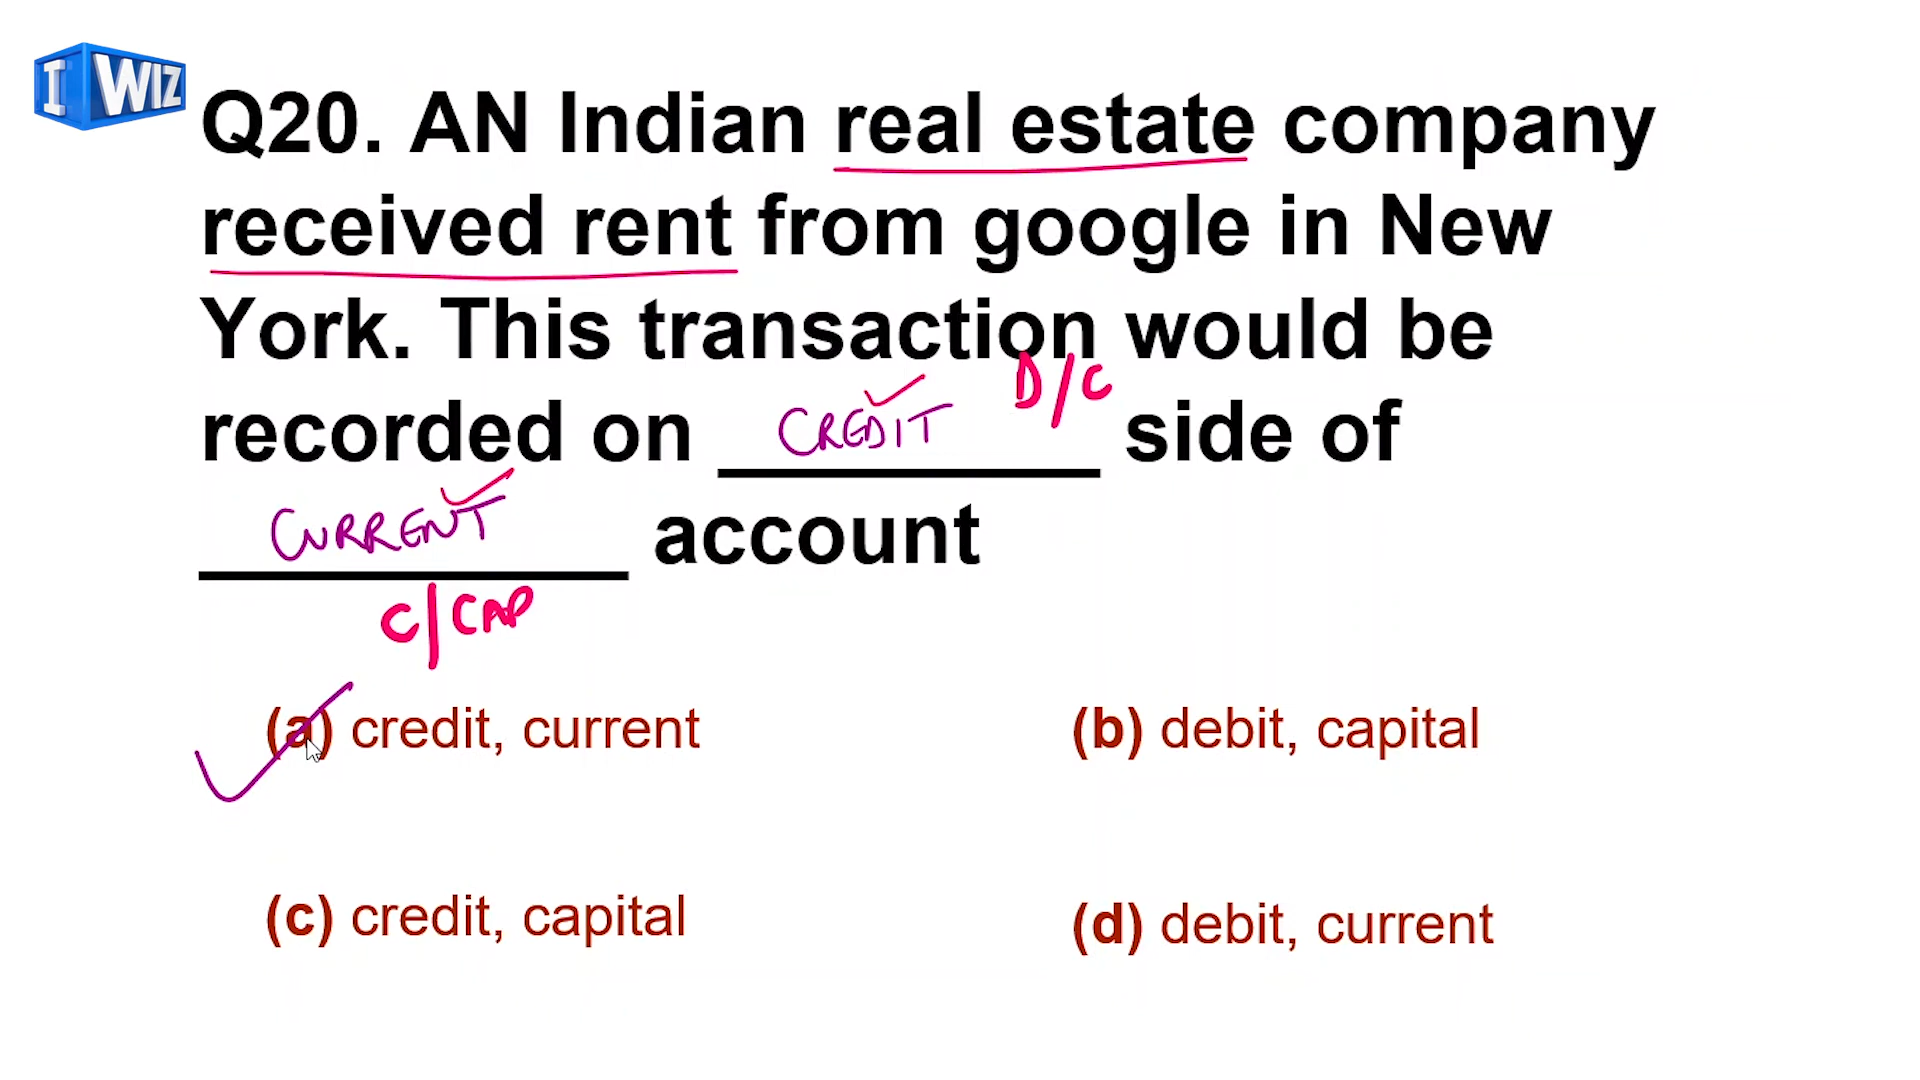 I WIZ
Q20. AN Indian real estate company
received rent from google in New
York. This transaction would be
D/C
recorded on CREDIT side of
CURRENT account
C/CAP
(a) credit, current (b) debit, capital
(c) credit, capital (d) debit, current